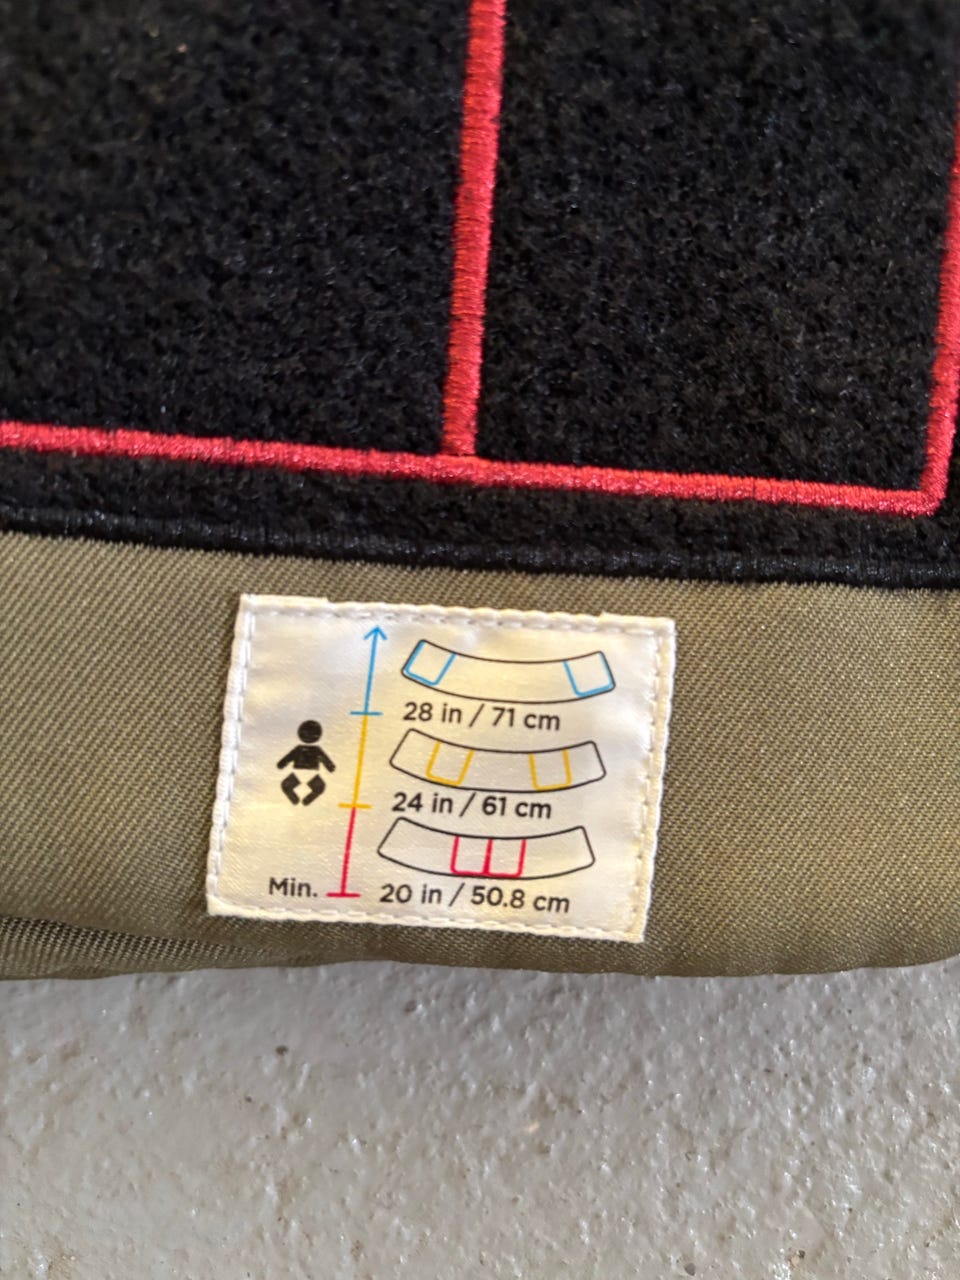 28 in / 71 cm
24 in / 61 cm
Min. 20 in / 50.8 cm